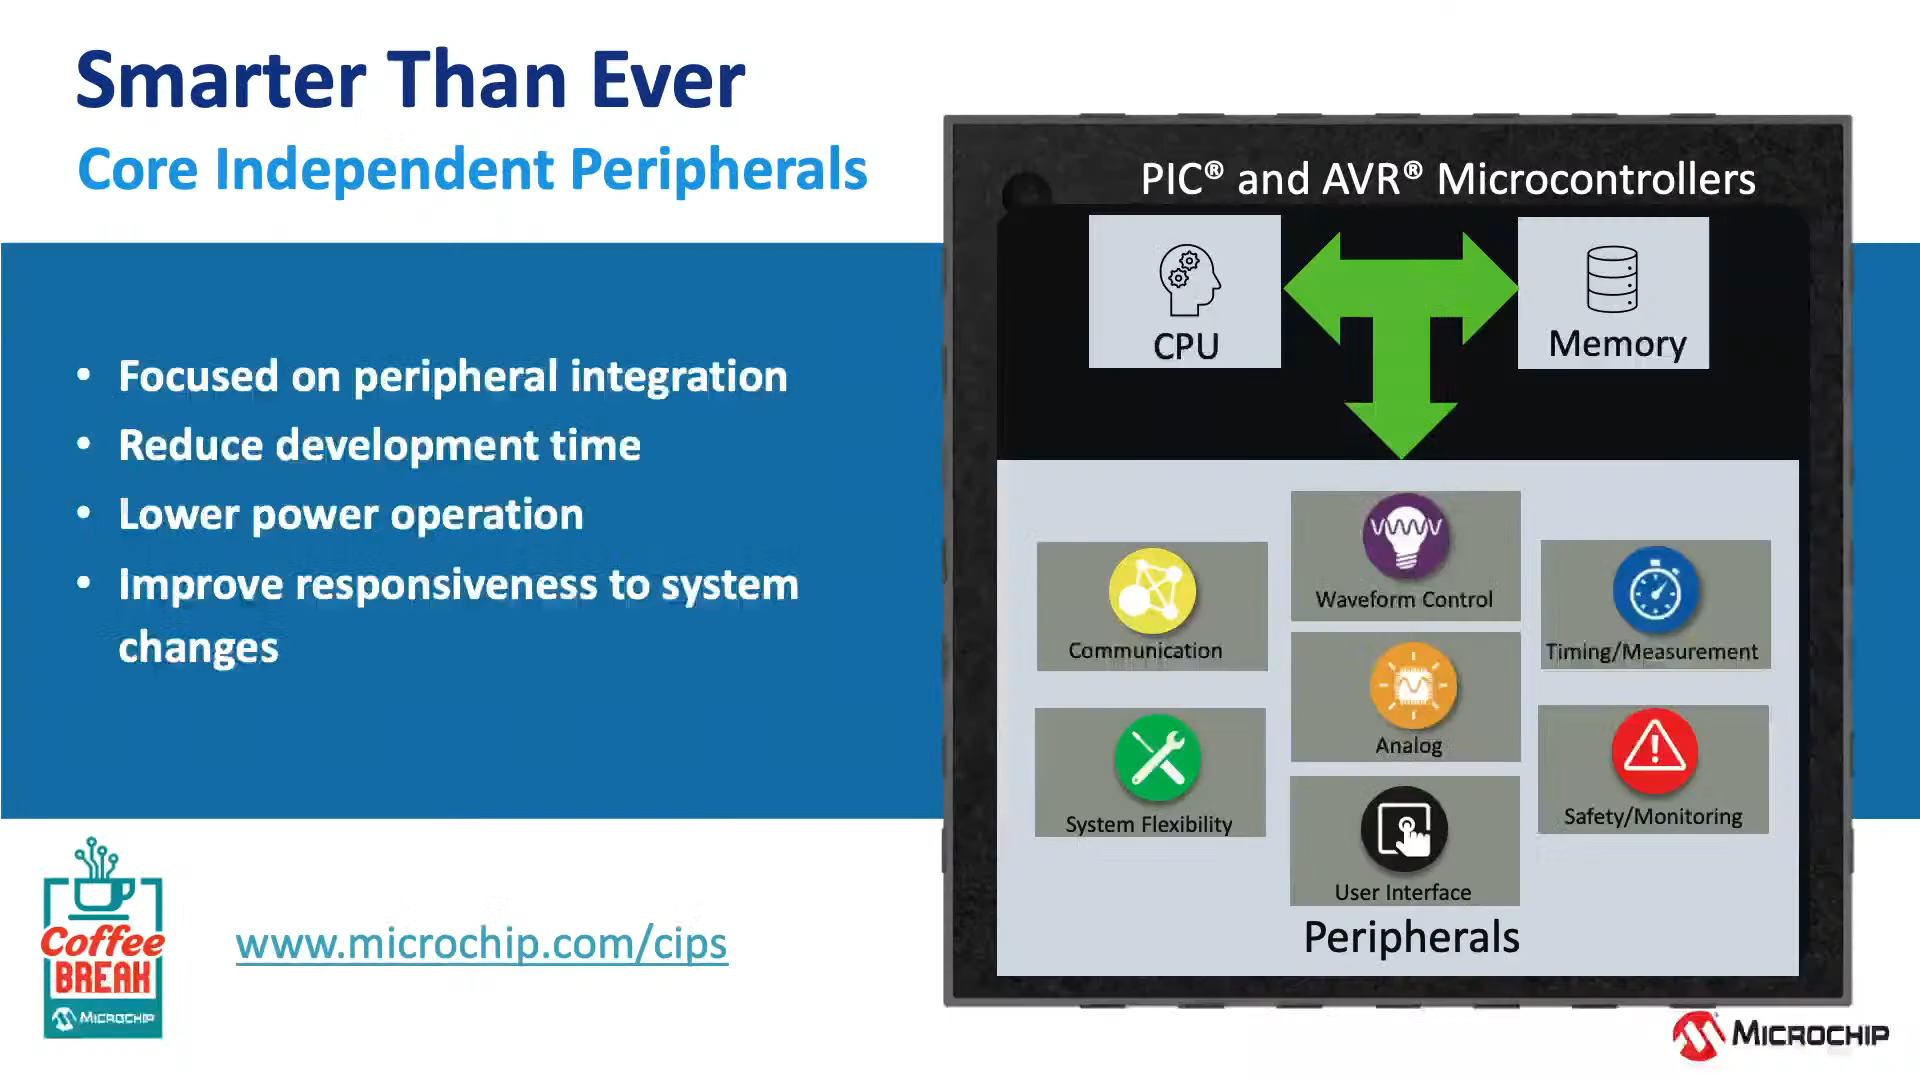 Smarter Than Ever
Core Independent Peripherals
• Focused on peripheral integration
• Reduce development time
• Lower power operation
• Improve responsiveness to system
changes
Coffee
BREAK
MICROCHIP
www.microchip.com/cips
PIC® and AVR® Microcontrollers
CPU
Memory
Waveform Control
Communication
Timing/Measurement
Analog
System Flexibility
Safety/Monitoring
User Interface
Peripherals
MICROCHIP